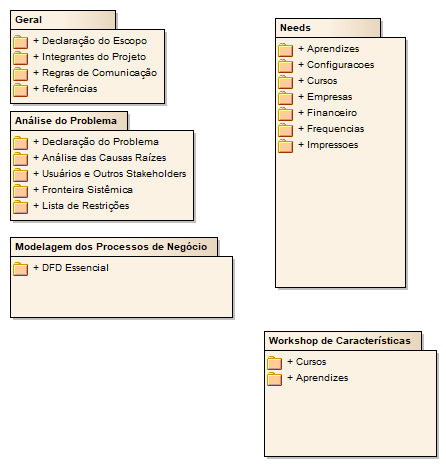 Geral
+ Declaração do Escopo
+ Integrantes do Projeto
+ Regras de Comunicação
+ Referências
Análise do Problema
+ Declaração do Problema
+ Análise das Causas Raízes
+ Usuários e Outros Stakeholders
+ Fronteira Sistêmica
+ Lista de Restrições
Modelagem dos Processos de Negócio
+ DFD Essencial
Needs
+ Aprendizes
+ Configuracoes
+ Cursos
+ Empresas
+ Financeiro
+ Frequencias
+ Impressoes
Workshop de Características
+ Cursos
+ Aprendizes